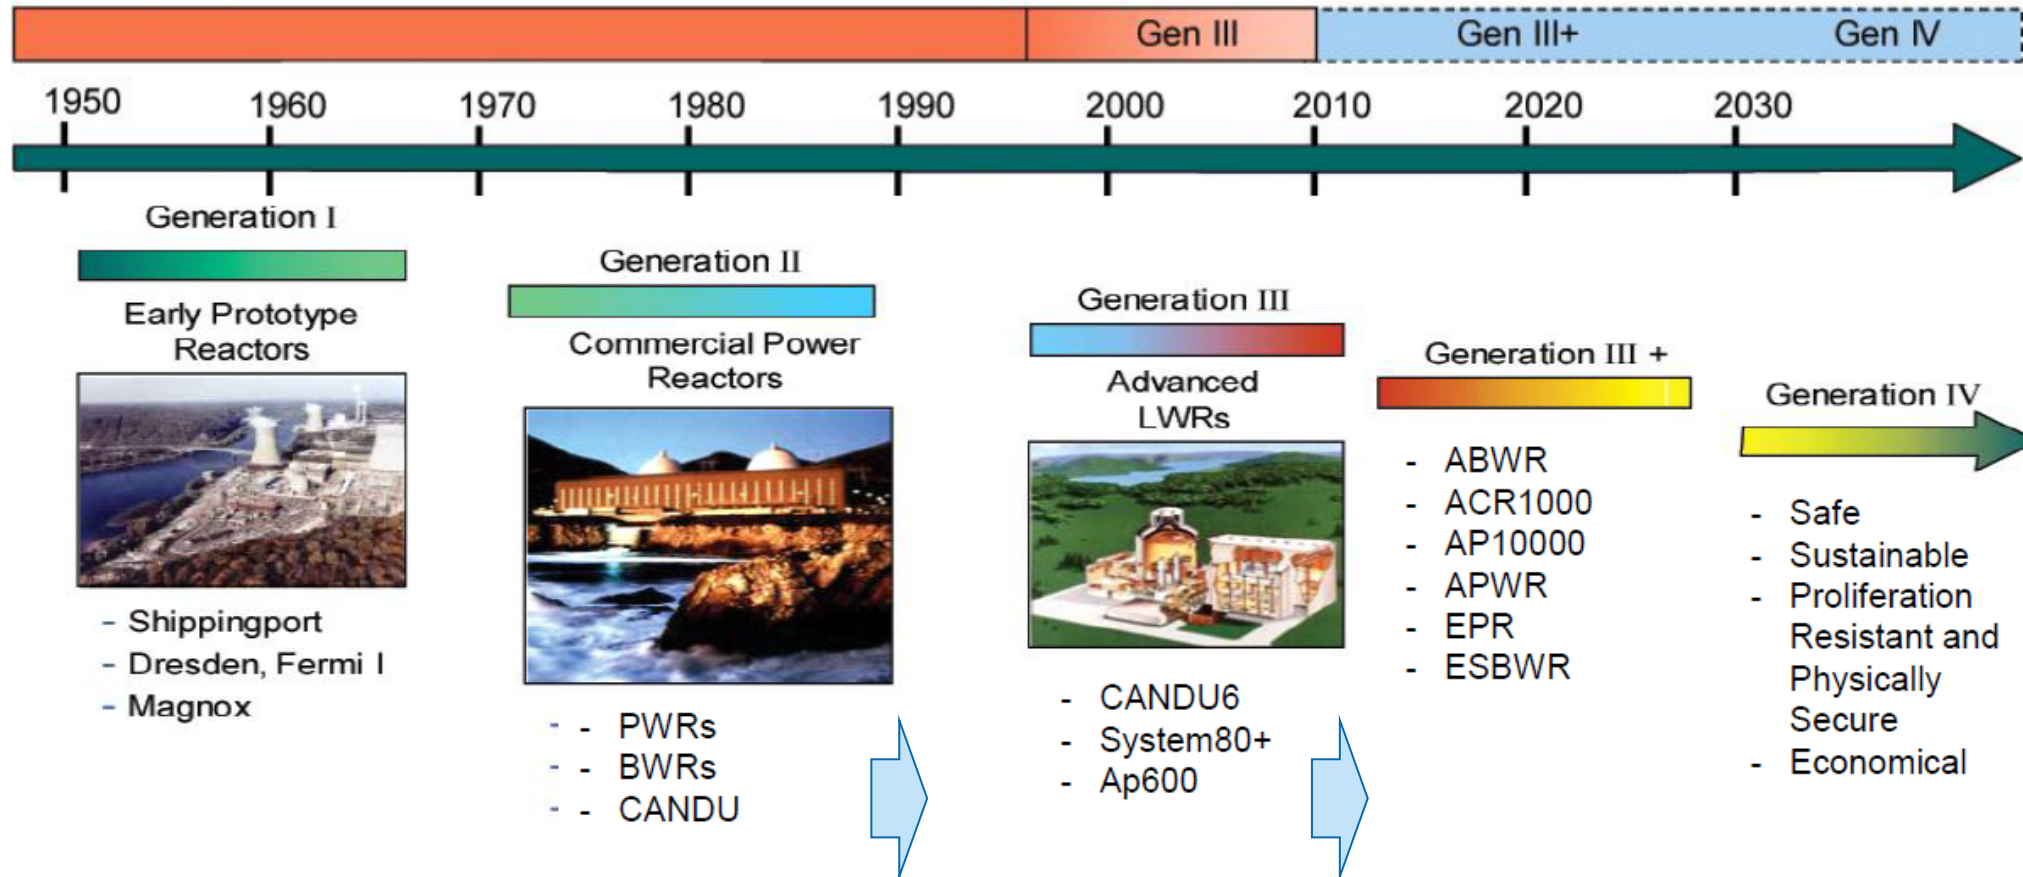 Gen III
Gen III+
Gen IV
1950
1960
1970
1980
1990
2000
2010
2020
2030
Generation I
Early Prototype
Reactors
- Shippingport
- Dresden, Fermi I
- Magnox
Generation II
Commercial Power
Reactors
- - PWRs
- - BWRs
- - CANDU
Generation III
Advanced
LWRs
- CANDU6
- System80+
- Ap600
Generation III +
- ABWR
- ACR1000
- AP10000
- APWR
- EPR
- ESBWR
Generation IV
- Safe
- Sustainable
- Proliferation
Resistant and
Physically
Secure
- Economical